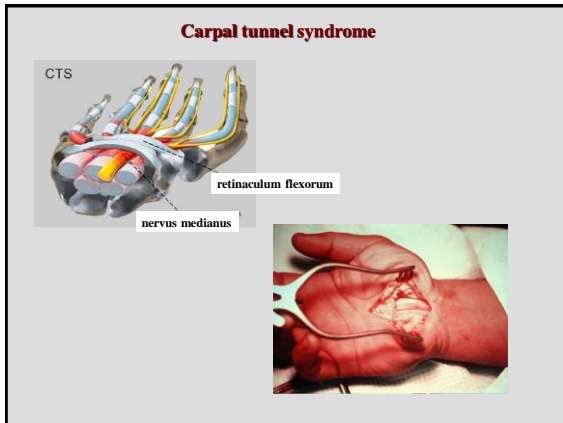 Carpal tunnel syndrome
CTS
retinaculum flexorum
nervus medianus